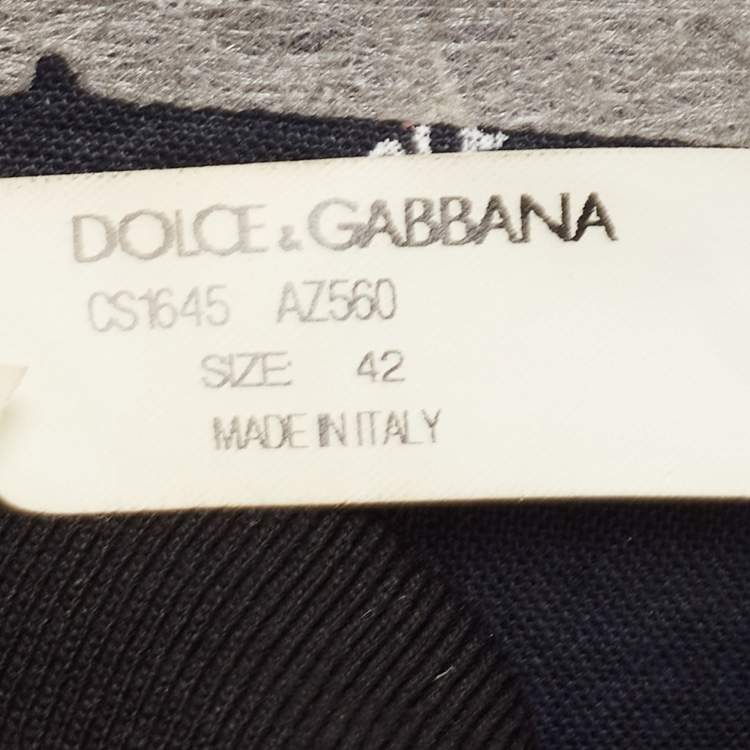 DOLCE & GABBANA
CS1645 AZ560
SIZE: 42
MADE IN ITALY